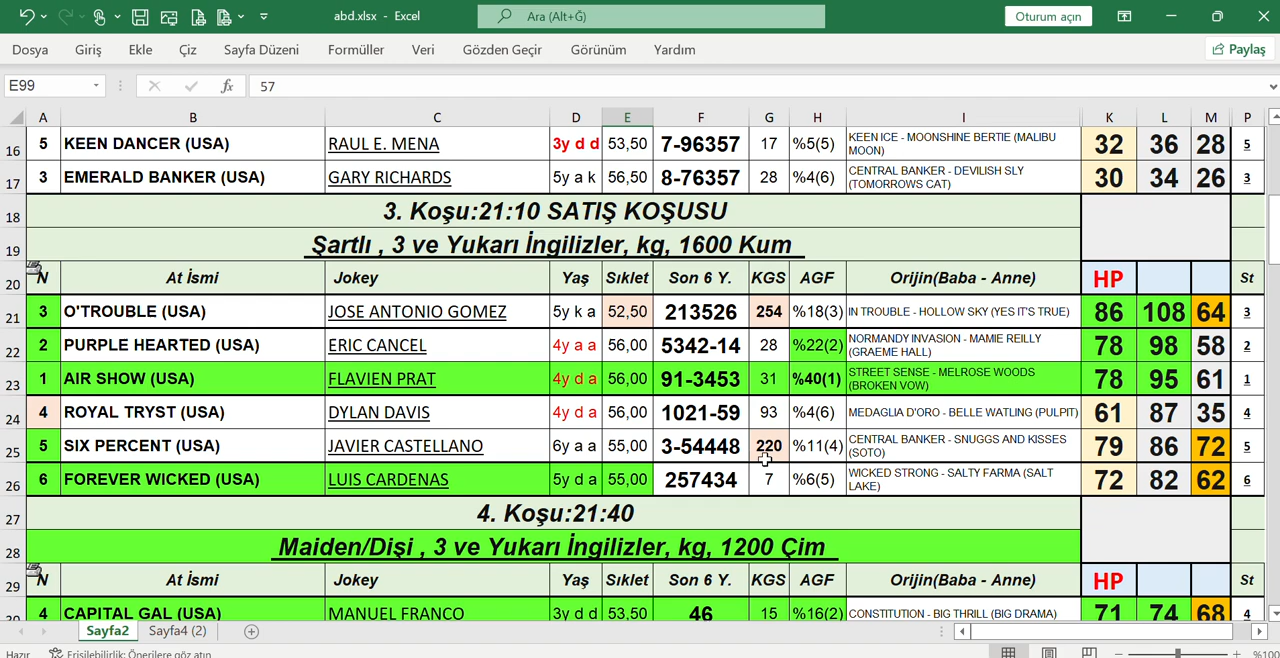 abd.xlsx - Excel
Ara (Alt+Ğ)
Oturum açın
Dosya Giriş Ekle Çiz Sayfa Düzeni Formüller Veri Gözden Geçir Görünüm Yardım Paylaş
E99 fx 57
A B C D E F G H I K L M P
16 5 KEEN DANCER (USA) RAUL E. MENA 3y d d 53,50 7-96357 17 %5(5) KEEN ICE - MOONSHINE BERTIE (MALIBU MOON) 32 36 28 5
17 3 EMERALD BANKER (USA) GARY RICHARDS 5y a k 56,50 8-76357 28 %4(6) CENTRAL BANKER - DEVILISH SLY (TOMORROWS CAT) 30 34 26 3
18 3. Koşu:21:10 SATIŞ KOŞUSU
19 Şartlı , 3 ve Yukarı İngilizler, kg, 1600 Kum
20 N At İsmi Jokey Yaş Sıklet Son 6 Y. KGS AGF Orijin(Baba - Anne) HP St
21 3 O'TROUBLE (USA) JOSE ANTONIO GOMEZ 5y k a 52,50 213526 254 %18(3) IN TROUBLE - HOLLOW SKY (YES IT'S TRUE) 86 108 64 3
22 2 PURPLE HEARTED (USA) ERIC CANCEL 4y a a 56,00 5342-14 28 %22(2) NORMANDY INVASION - MAMIE REILLY (GRAEME HALL) 78 98 58 2
23 1 AIR SHOW (USA) FLAVIEN PRAT 4y d a 56,00 91-3453 31 %40(1) STREET SENSE - MELROSE WOODS (BROKEN VOW) 78 95 61 1
24 4 ROYAL TRYST (USA) DYLAN DAVIS 4y d a 56,00 1021-59 93 %4(6) MEDAGLIA D'ORO - BELLE WATLING (PULPIT) 61 87 35 4
25 5 SIX PERCENT (USA) JAVIER CASTELLANO 6y a a 55,00 3-54448 220 %11(4) CENTRAL BANKER - SNUGGS AND KISSES (SOTO) 79 86 72 5
26 6 FOREVER WICKED (USA) LUIS CARDENAS 5y d a 55,00 257434 7 %6(5) WICKED STRONG - SALTY FARMA (SALT LAKE) 72 82 62 6
27 4. Koşu:21:40
28 Maiden/Dişi , 3 ve Yukarı İngilizler, kg, 1200 Çim
29 N At İsmi Jokey Yaş Sıklet Son 6 Y. KGS AGF Orijin(Baba - Anne) HP St
4 CAPITAL GAL (USA) MANUEL FRANCO 3y d d 53,50 46 15 %16(2) CONSTITUTION - BIG THRILL (BIG DRAMA) 71 74 68 4
Sayfa2 Sayfa4 (2)
Hazır Erişilebilirlik: Önerilere göz atın %100